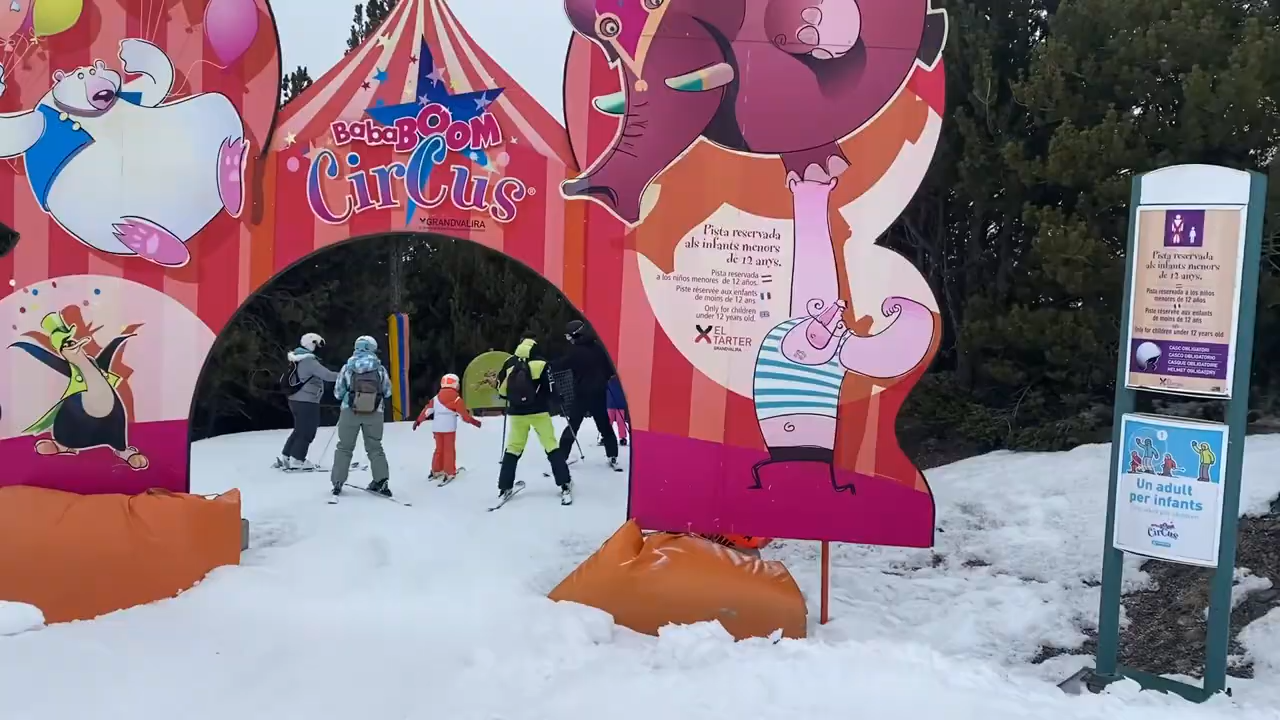 BabaBOOM
CirCus®
GRANDVALIRA
Pista reservada
als infants menors
de 12 anys.
Pista reservada
a los niños menores de 12 años.
Piste réservée aux enfants
de moins de 12 ans
Only for children
under 12 years old.
EL
TARTER
GRANDVALIRA
Pista reservada
als infants menors
de 12 anys.
Pista reservada a los niños
menores de 12 años
Piste réservée aux enfants
de moins de 12 ans
Only for children under 12 years old
CASC OBLIGATORI
CASCO OBLIGATORIO
CASQUE OBLIGATOIRE
HELMET OBLIGATORY
Un adult
per infants
CirCus